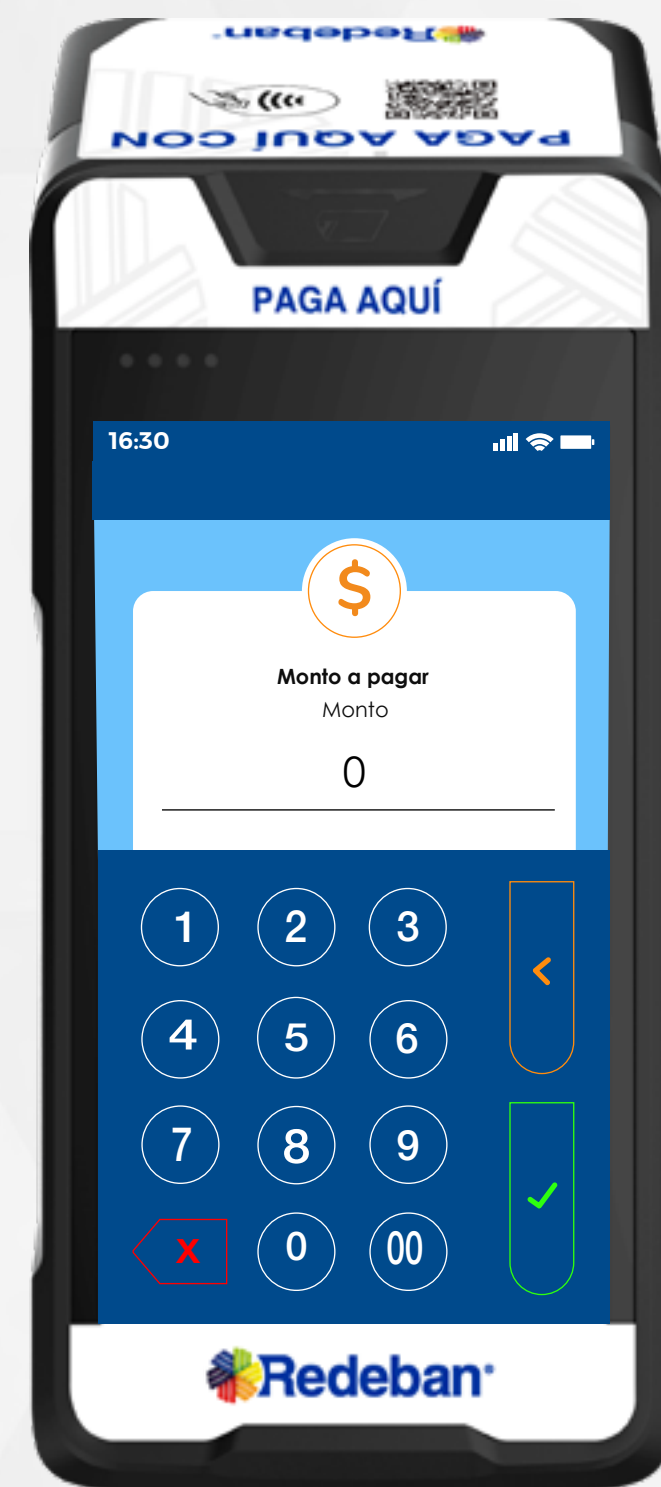 Redeban
PAGA AQUÍ CON
PAGA AQUÍ
16:30
$
Monto a pagar
Monto
0
1 2 3
<
4 5 6
7 8 9
X 0 00
Redeban